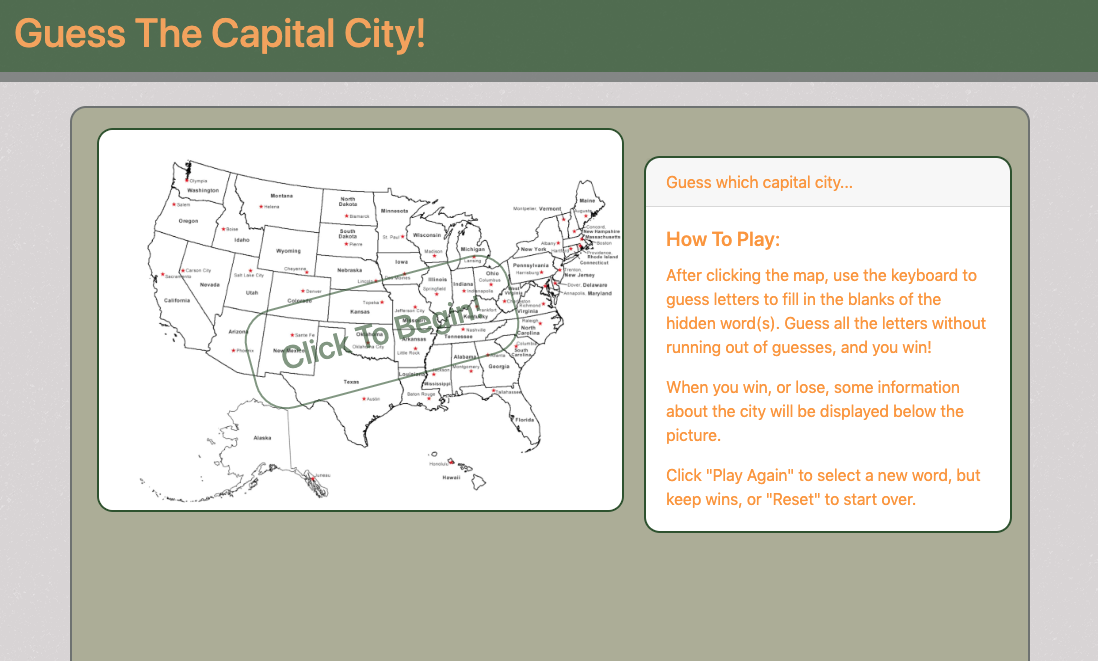 Guess The Capital City!
Guess which capital city...
How To Play:
After clicking the map, use the keyboard to
guess letters to fill in the blanks of the
hidden word(s). Guess all the letters without
running out of guesses, and you win!
When you win, or lose, some information
about the city will be displayed below the
picture.
Click "Play Again" to select a new word, but
keep wins, or "Reset" to start over.
Click To Begin!
Olympia
Washington
Salem
Oregon
Montana
Helena
Boise
Idaho
North
Dakota
Bismarck
South
Dakota
Pierre
Minnesota
St. Paul
Wisconsin
Madison
Michigan
Lansing
Montpelier
Vermont
Maine
Augusta
Concord
New Hampshire
Massachusetts
Boston
Providence
Rhode Island
Connecticut
Albany
New York
Hartford
Wyoming
Cheyenne
Nebraska
Lincoln
Iowa
Des Moines
Illinois
Springfield
Indiana
Indianapolis
Ohio
Columbus
Pennsylvania
Harrisburg
Trenton
New Jersey
Dover
Delaware
Annapolis
Maryland
Sacramento
California
Carson City
Nevada
Salt Lake City
Utah
Denver
Colorado
Topeka
Kansas
Jefferson City
Missouri
Frankfort
Kentucky
West
Virginia
Charleston
Richmond
Virginia
Raleigh
North
Carolina
Nashville
Tennessee
Columbia
South
Carolina
Arizona
Phoenix
Santa Fe
New Mexico
Oklahoma
Oklahoma City
Arkansas
Little Rock
Texas
Austin
Louisiana
Baton Rouge
Jackson
Mississippi
Alabama
Montgomery
Atlanta
Georgia
Tallahassee
Florida
Alaska
Juneau
Honolulu
Hawaii